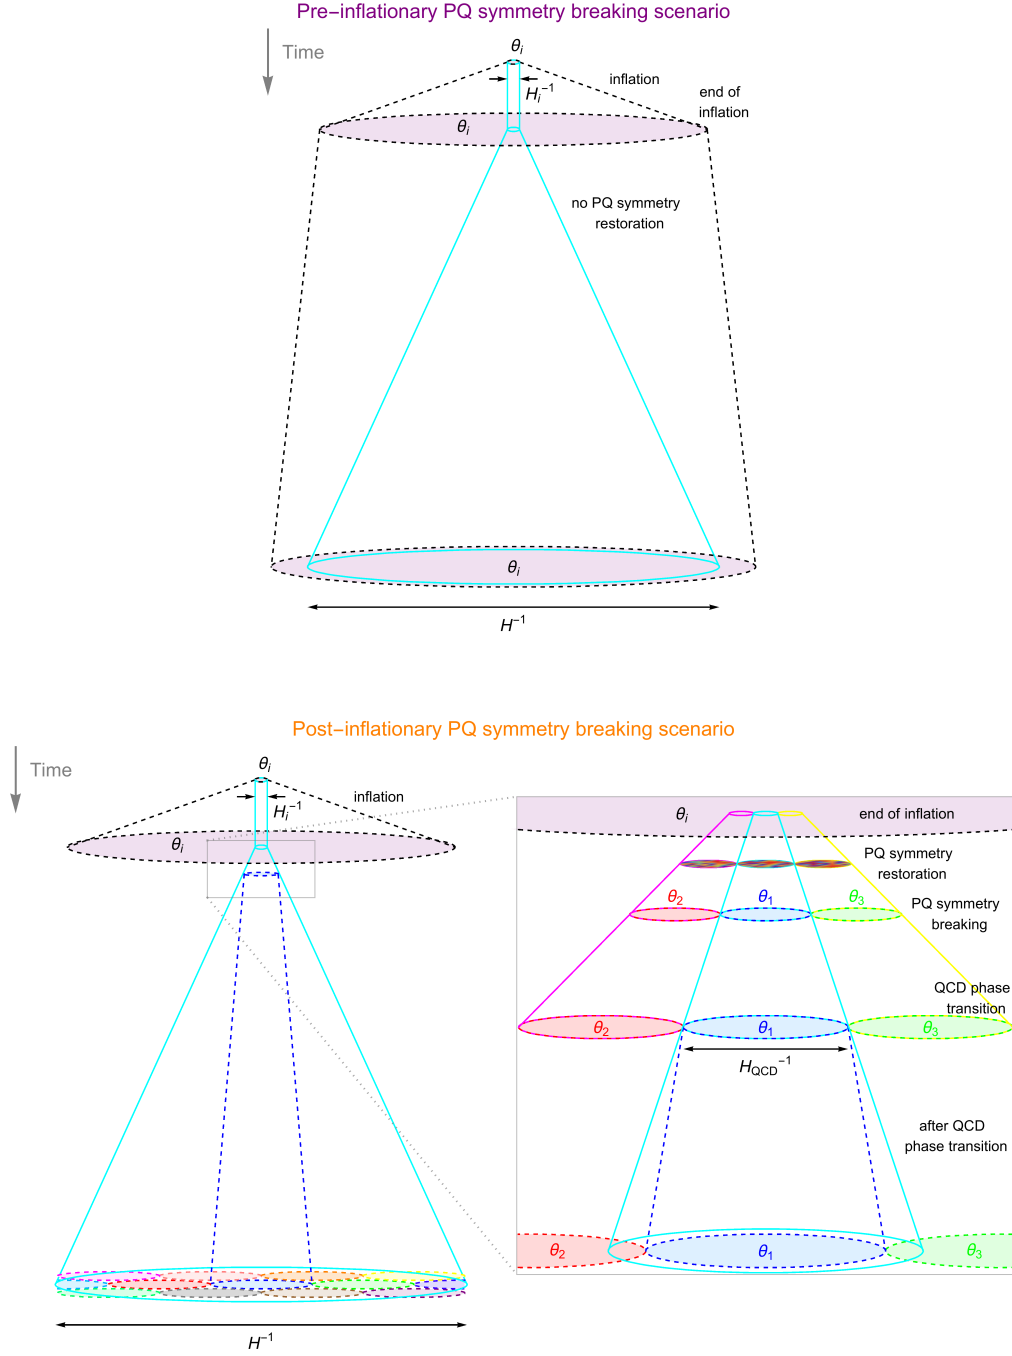 Pre−inflationary PQ symmetry breaking scenario
Time
θi
inflation
Hi−1
end of
inflation
θi
no PQ symmetry
restoration
θi
H−1
Post−inflationary PQ symmetry breaking scenario
Time
θi
inflation
Hi−1
θi
H−1
θi
end of inflation
PQ symmetry
restoration
θ2
θ1
θ3
PQ symmetry
breaking
QCD phase
transition
θ2
θ1
θ3
HQCD−1
after QCD
phase transition
θ2
θ1
θ3